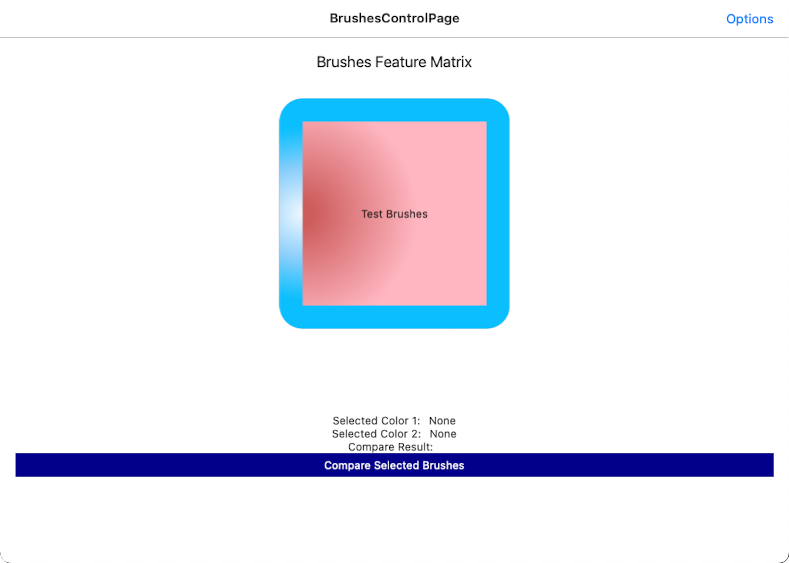 BrushesControlPage
Options
Brushes Feature Matrix
Test Brushes
Selected Color 1: None
Selected Color 2: None
Compare Result:
Compare Selected Brushes